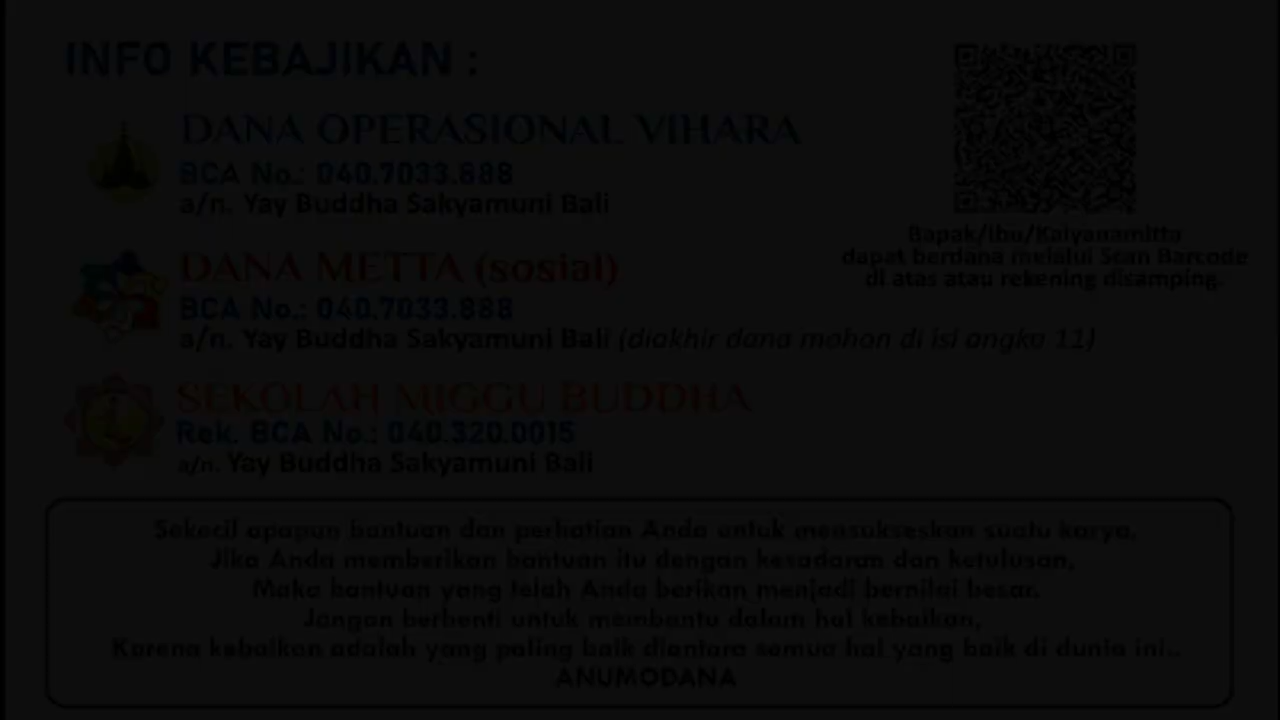 INFO KEBAJIKAN :
DANA OPERASIONAL VIHARA
BCA No.: 040.7033.888
a/n. Yay Buddha Sakyamuni Bali
Bapak/Ibu/Kalyanamitta
dapat berdana melalui Scan Barcode
di atas atau rekening disamping.
DANA METTA (sosial)
BCA No.: 040.7033.888
a/n. Yay Buddha Sakyamuni Bali (diakhir dana mohon di isi angka 11)
SEKOLAH MIGGU BUDDHA
Rek. BCA No.: 040.320.0015
a/n. Yay Buddha Sakyamuni Bali
Sekecil apapun bantuan dan perhatian Anda untuk mensukseskan suatu karya,
Jika Anda memberikan bantuan itu dengan kesadaran dan ketulusan,
Maka bantuan yang telah Anda berikan menjadi bernilai besar.
Jangan berhenti untuk membantu dalam hal kebaikan,
Karena kebaikan adalah yang paling baik diantara semua hal yang baik di dunia ini..
ANUMODANA